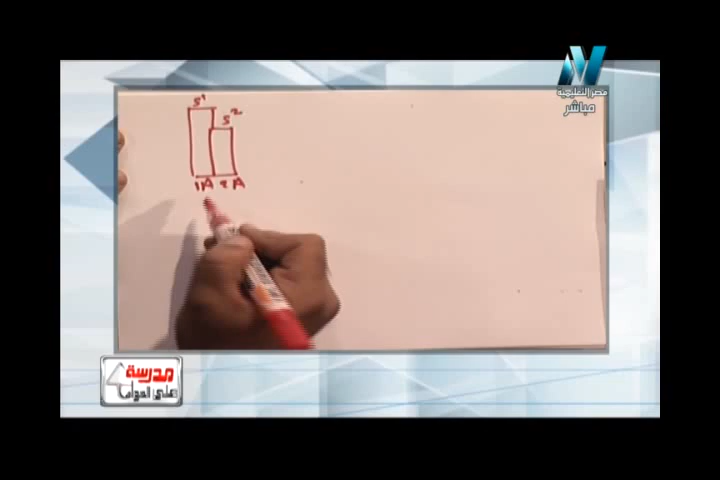 مصر التعليمية
مباشر
s¹
s²
1A 2A
مدرسة
على الهواء